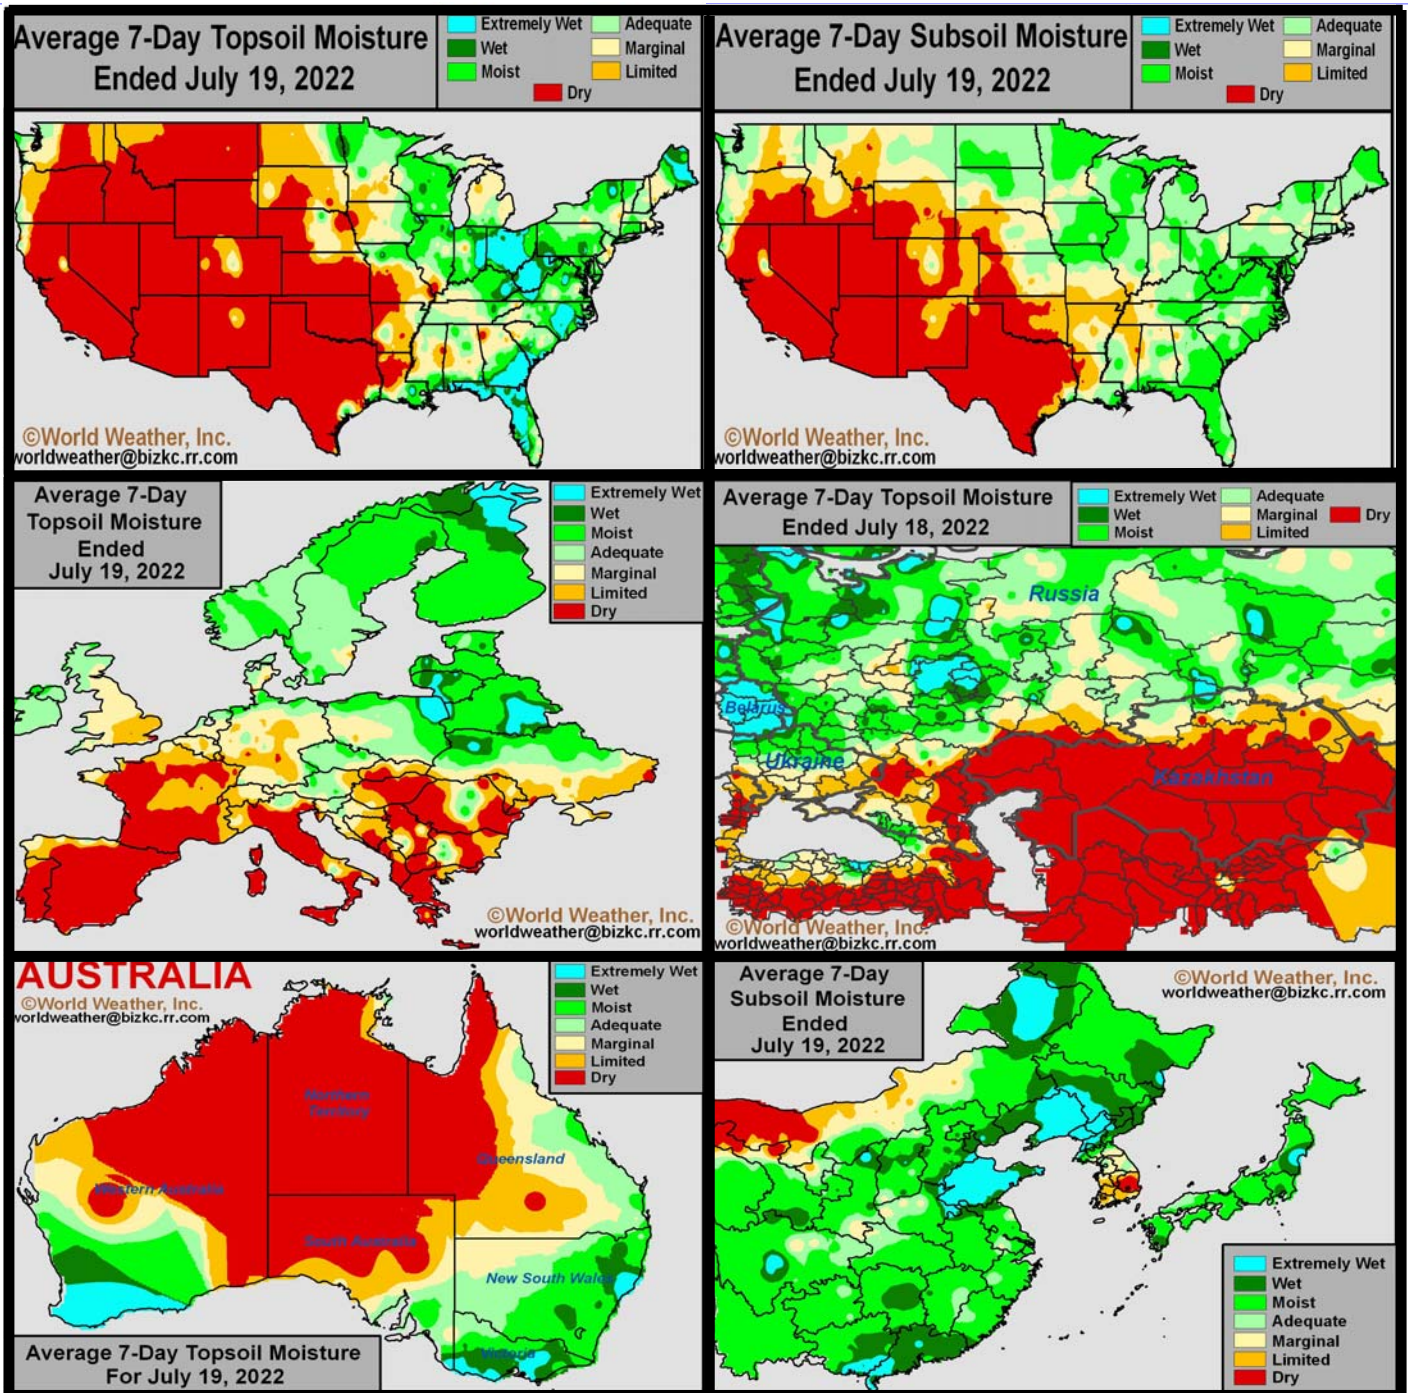 Average 7-Day Topsoil Moisture
Ended July 19, 2022
Extremely Wet
Adequate
Wet
Marginal
Moist
Limited
Dry
©World Weather, Inc.
worldweather@bizkc.rr.com
Average 7-Day Subsoil Moisture
Ended July 19, 2022
Extremely Wet
Adequate
Wet
Marginal
Moist
Limited
Dry
©World Weather, Inc.
worldweather@bizkc.rr.com
Average 7-Day
Topsoil Moisture
Ended
July 19, 2022
Extremely Wet
Wet
Moist
Adequate
Marginal
Limited
Dry
©World Weather, Inc.
worldweather@bizkc.rr.com
Average 7-Day Topsoil Moisture
Ended July 18, 2022
Extremely Wet
Adequate
Wet
Marginal
Dry
Moist
Limited
Russia
Belarus
Ukraine
Kazakhstan
©World Weather, Inc.
worldweather@bizkc.rr.com
AUSTRALIA
©World Weather, Inc.
worldweather@bizkc.rr.com
Extremely Wet
Wet
Moist
Adequate
Marginal
Limited
Dry
Northern
Territory
Queensland
Western Australia
South Australia
New South Wales
Victoria
Average 7-Day Topsoil Moisture
For July 19, 2022
Average 7-Day
Subsoil Moisture
Ended
July 19, 2022
©World Weather, Inc.
worldweather@bizkc.rr.com
Extremely Wet
Wet
Moist
Adequate
Marginal
Limited
Dry